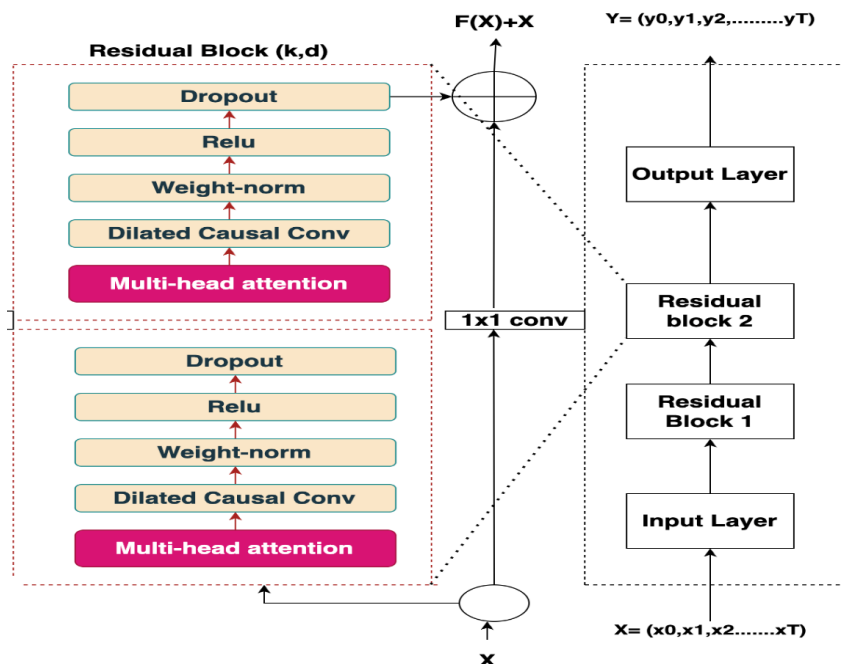 F(X)+X
Y= (y0,y1,y2,.........yT)
Residual Block (k,d)
Dropout
Relu
Weight-norm
Dilated Causal Conv
Multi-head attention
1x1 conv
Dropout
Relu
Weight-norm
Dilated Causal Conv
Multi-head attention
X
Output Layer
Residual
block 2
Residual
Block 1
Input Layer
X= (x0,x1,x2.......xT)